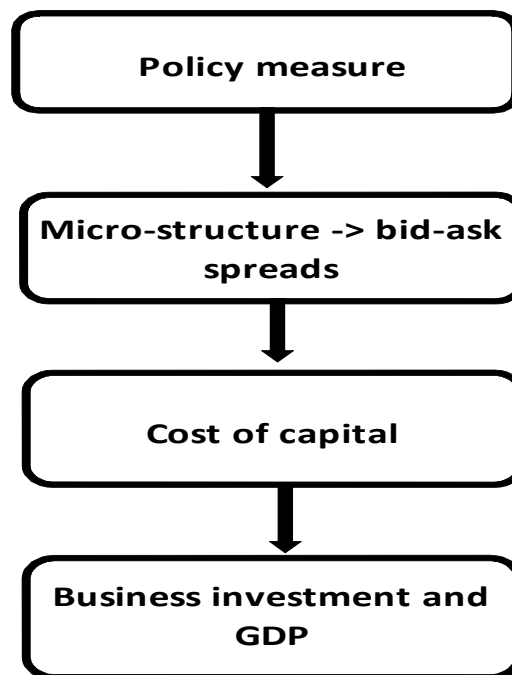 Policy measure
Micro-structure -> bid-ask
spreads
Cost of capital
Business investment and
GDP